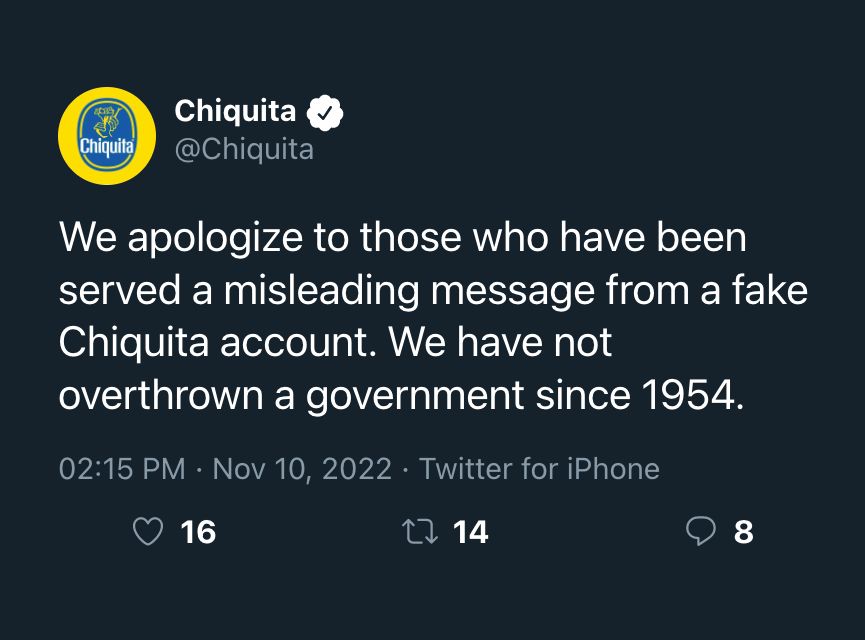 Chiquita
Chiquita
@Chiquita
We apologize to those who have been
served a misleading message from a fake
Chiquita account. We have not
overthrown a government since 1954.
02:15 PM · Nov 10, 2022 · Twitter for iPhone
16 14 8